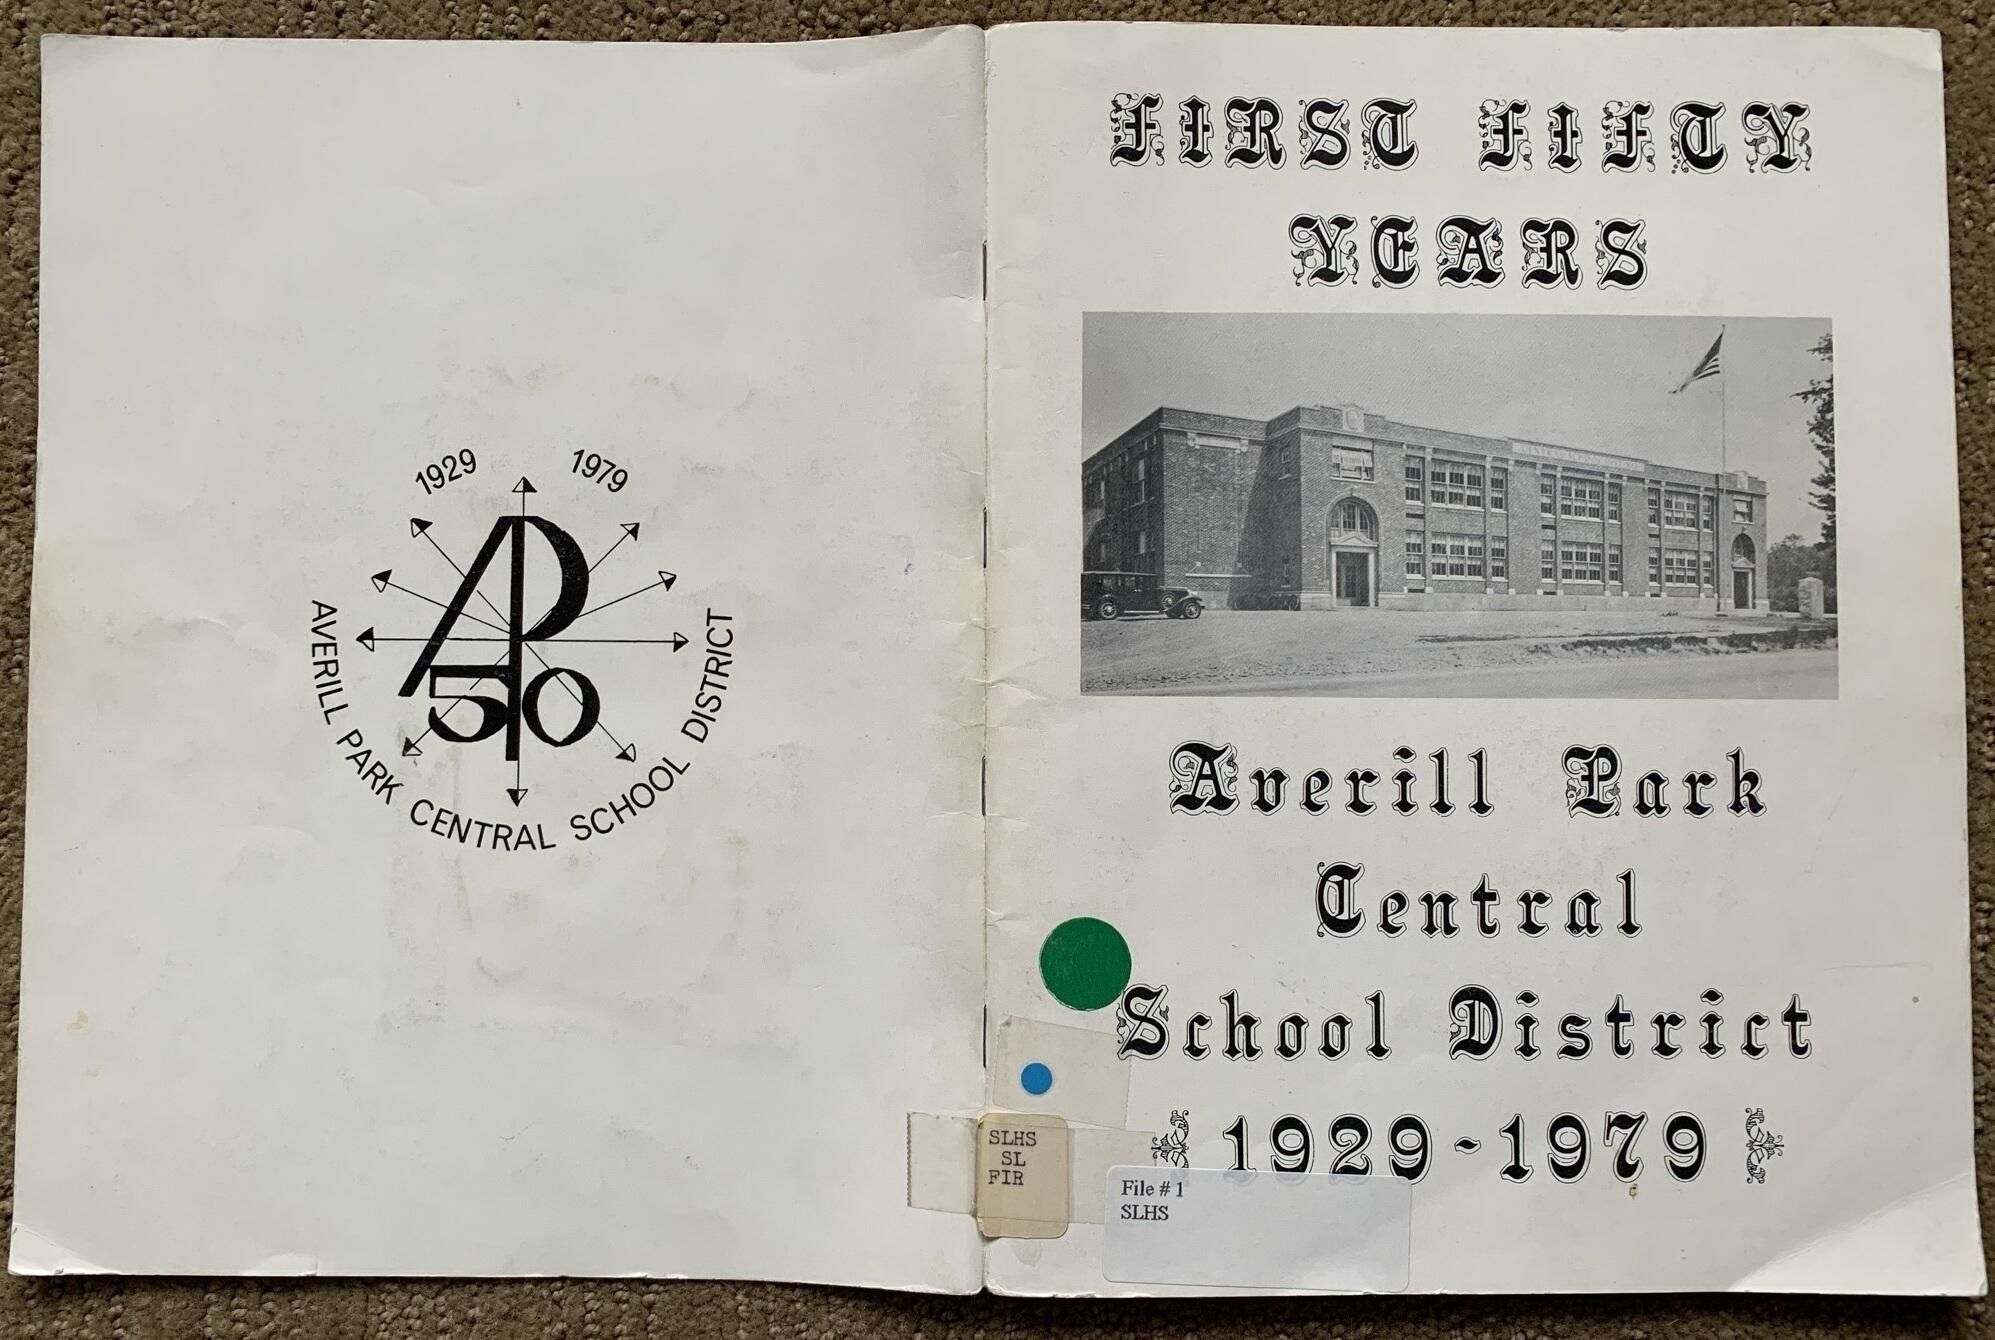 1929 1979
AP
50
AVERILL PARK CENTRAL SCHOOL DISTRICT
FIRST FIFTY
YEARS
Averill Park
Central
School District
1929-1979
SLHS
SL
FIR
File # 1
SLHS